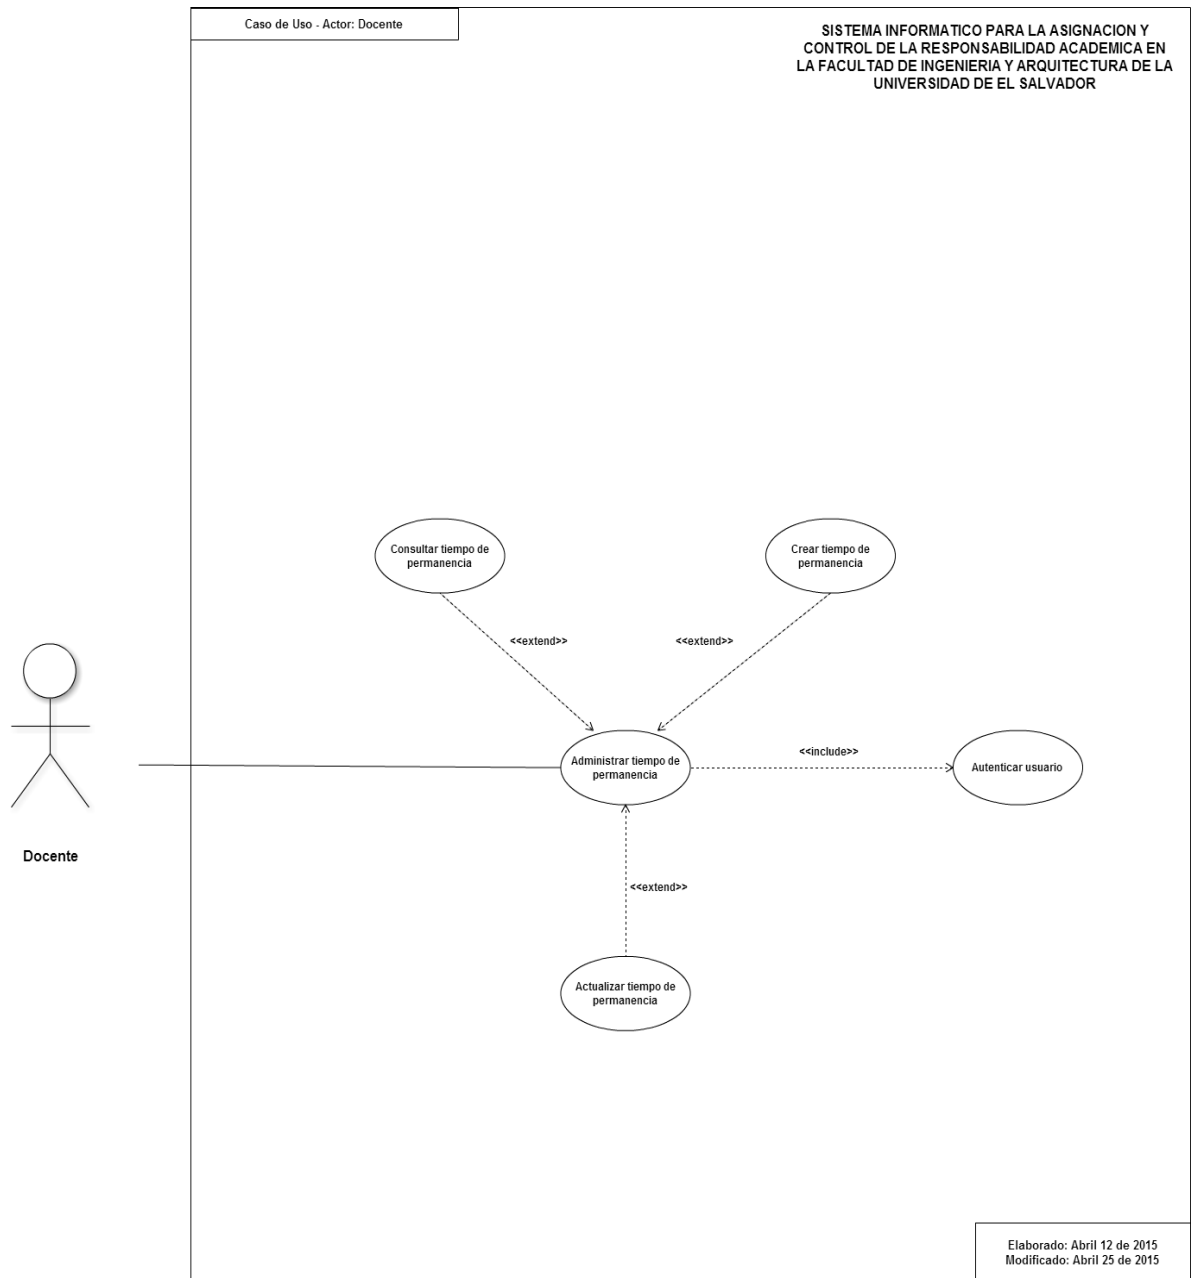 Caso de Uso - Actor: Docente
SISTEMA INFORMATICO PARA LA ASIGNACION Y
CONTROL DE LA RESPONSABILIDAD ACADEMICA EN
LA FACULTAD DE INGENIERIA Y ARQUITECTURA DE LA
UNIVERSIDAD DE EL SALVADOR
Consultar tiempo de
permanencia
Crear tiempo de
permanencia
<<extend>>
<<extend>>
Administrar tiempo de
permanencia
<<include>>
Autenticar usuario
Docente
<<extend>>
Actualizar tiempo de
permanencia
Elaborado: Abril 12 de 2015
Modificado: Abril 25 de 2015